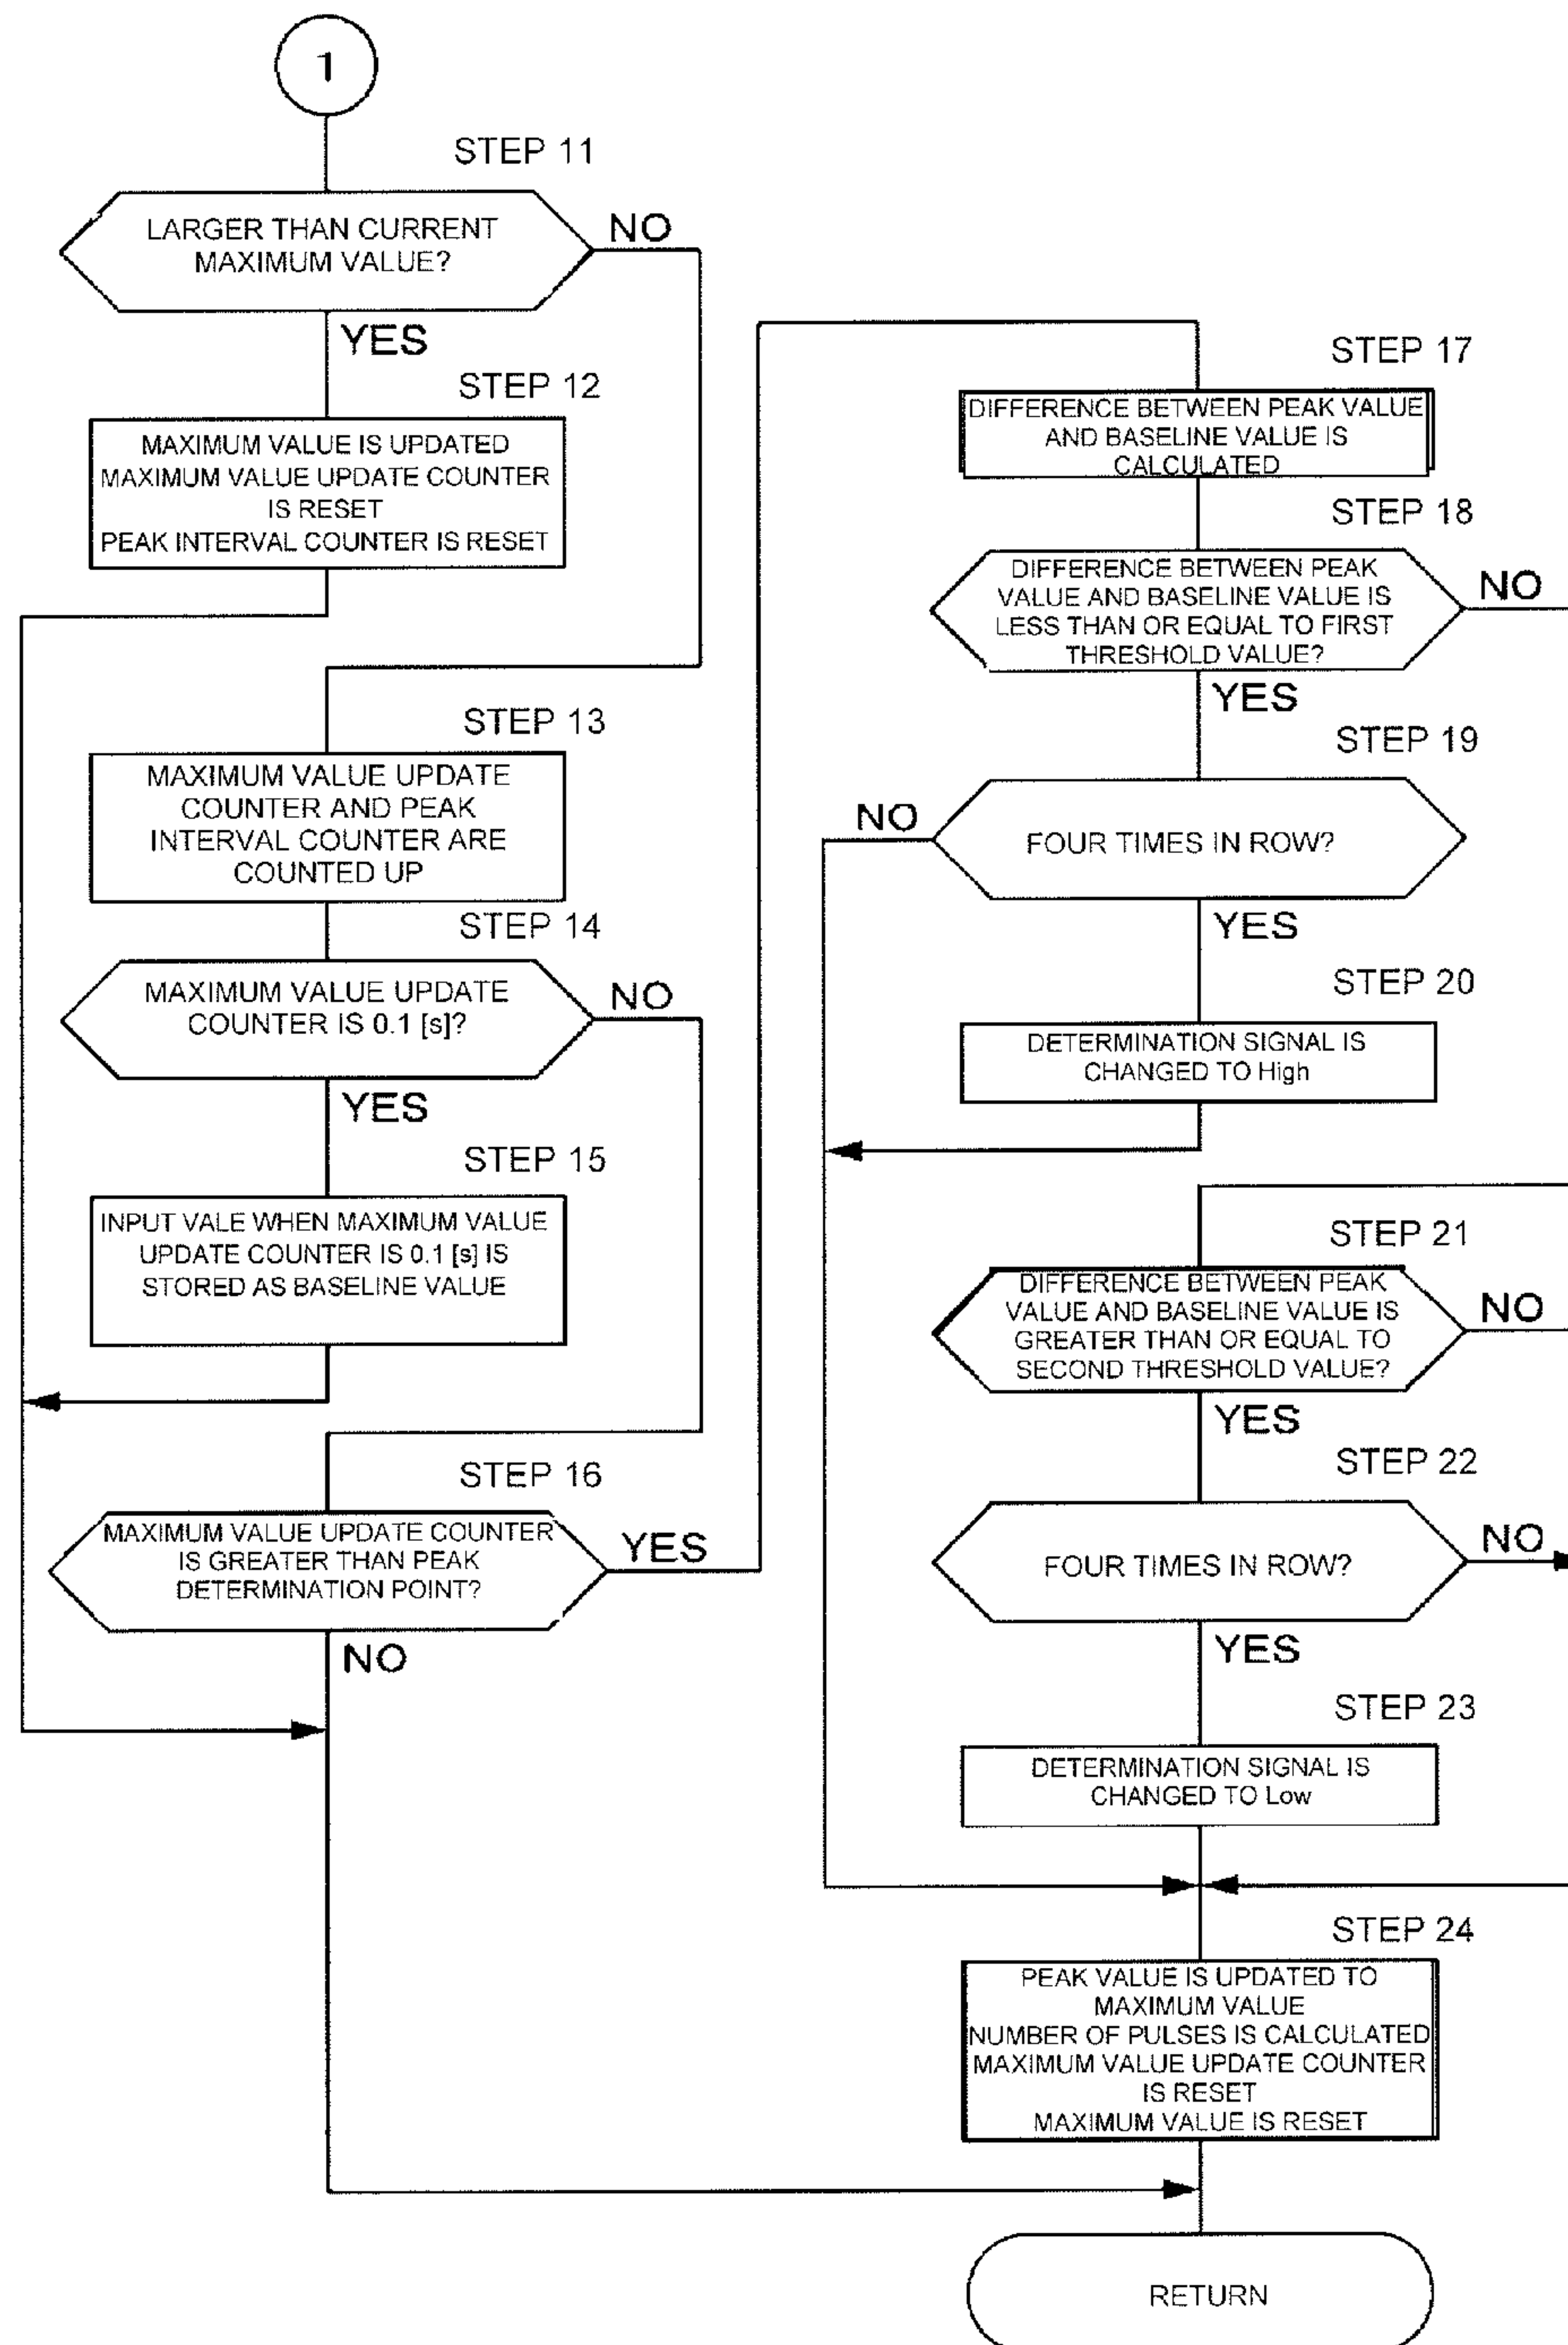 1
STEP 11
LARGER THAN CURRENT
MAXIMUM VALUE?
NO
YES
STEP 12
MAXIMUM VALUE IS UPDATED
MAXIMUM VALUE UPDATE COUNTER
IS RESET
PEAK INTERVAL COUNTER IS RESET
STEP 13
MAXIMUM VALUE UPDATE
COUNTER AND PEAK
INTERVAL COUNTER ARE
COUNTED UP
STEP 14
MAXIMUM VALUE UPDATE
COUNTER IS 0.1 [s]?
NO
YES
STEP 15
INPUT VALE WHEN MAXIMUM VALUE
UPDATE COUNTER IS 0.1 [s] IS
STORED AS BASELINE VALUE
STEP 16
MAXIMUM VALUE UPDATE COUNTER
IS GREATER THAN PEAK
DETERMINATION POINT?
YES
NO
STEP 17
DIFFERENCE BETWEEN PEAK VALUE
AND BASELINE VALUE IS
CALCULATED
STEP 18
DIFFERENCE BETWEEN PEAK
VALUE AND BASELINE VALUE IS
LESS THAN OR EQUAL TO FIRST
THRESHOLD VALUE?
NO
YES
STEP 19
NO
FOUR TIMES IN ROW?
YES
STEP 20
DETERMINATION SIGNAL IS
CHANGED TO High
STEP 21
DIFFERENCE BETWEEN PEAK
VALUE AND BASELINE VALUE IS
GREATER THAN OR EQUAL TO
SECOND THRESHOLD VALUE?
NO
YES
STEP 22
FOUR TIMES IN ROW?
NO
YES
STEP 23
DETERMINATION SIGNAL IS
CHANGED TO Low
STEP 24
PEAK VALUE IS UPDATED TO
MAXIMUM VALUE
NUMBER OF PULSES IS CALCULATED
MAXIMUM VALUE UPDATE COUNTER
IS RESET
MAXIMUM VALUE IS RESET
RETURN